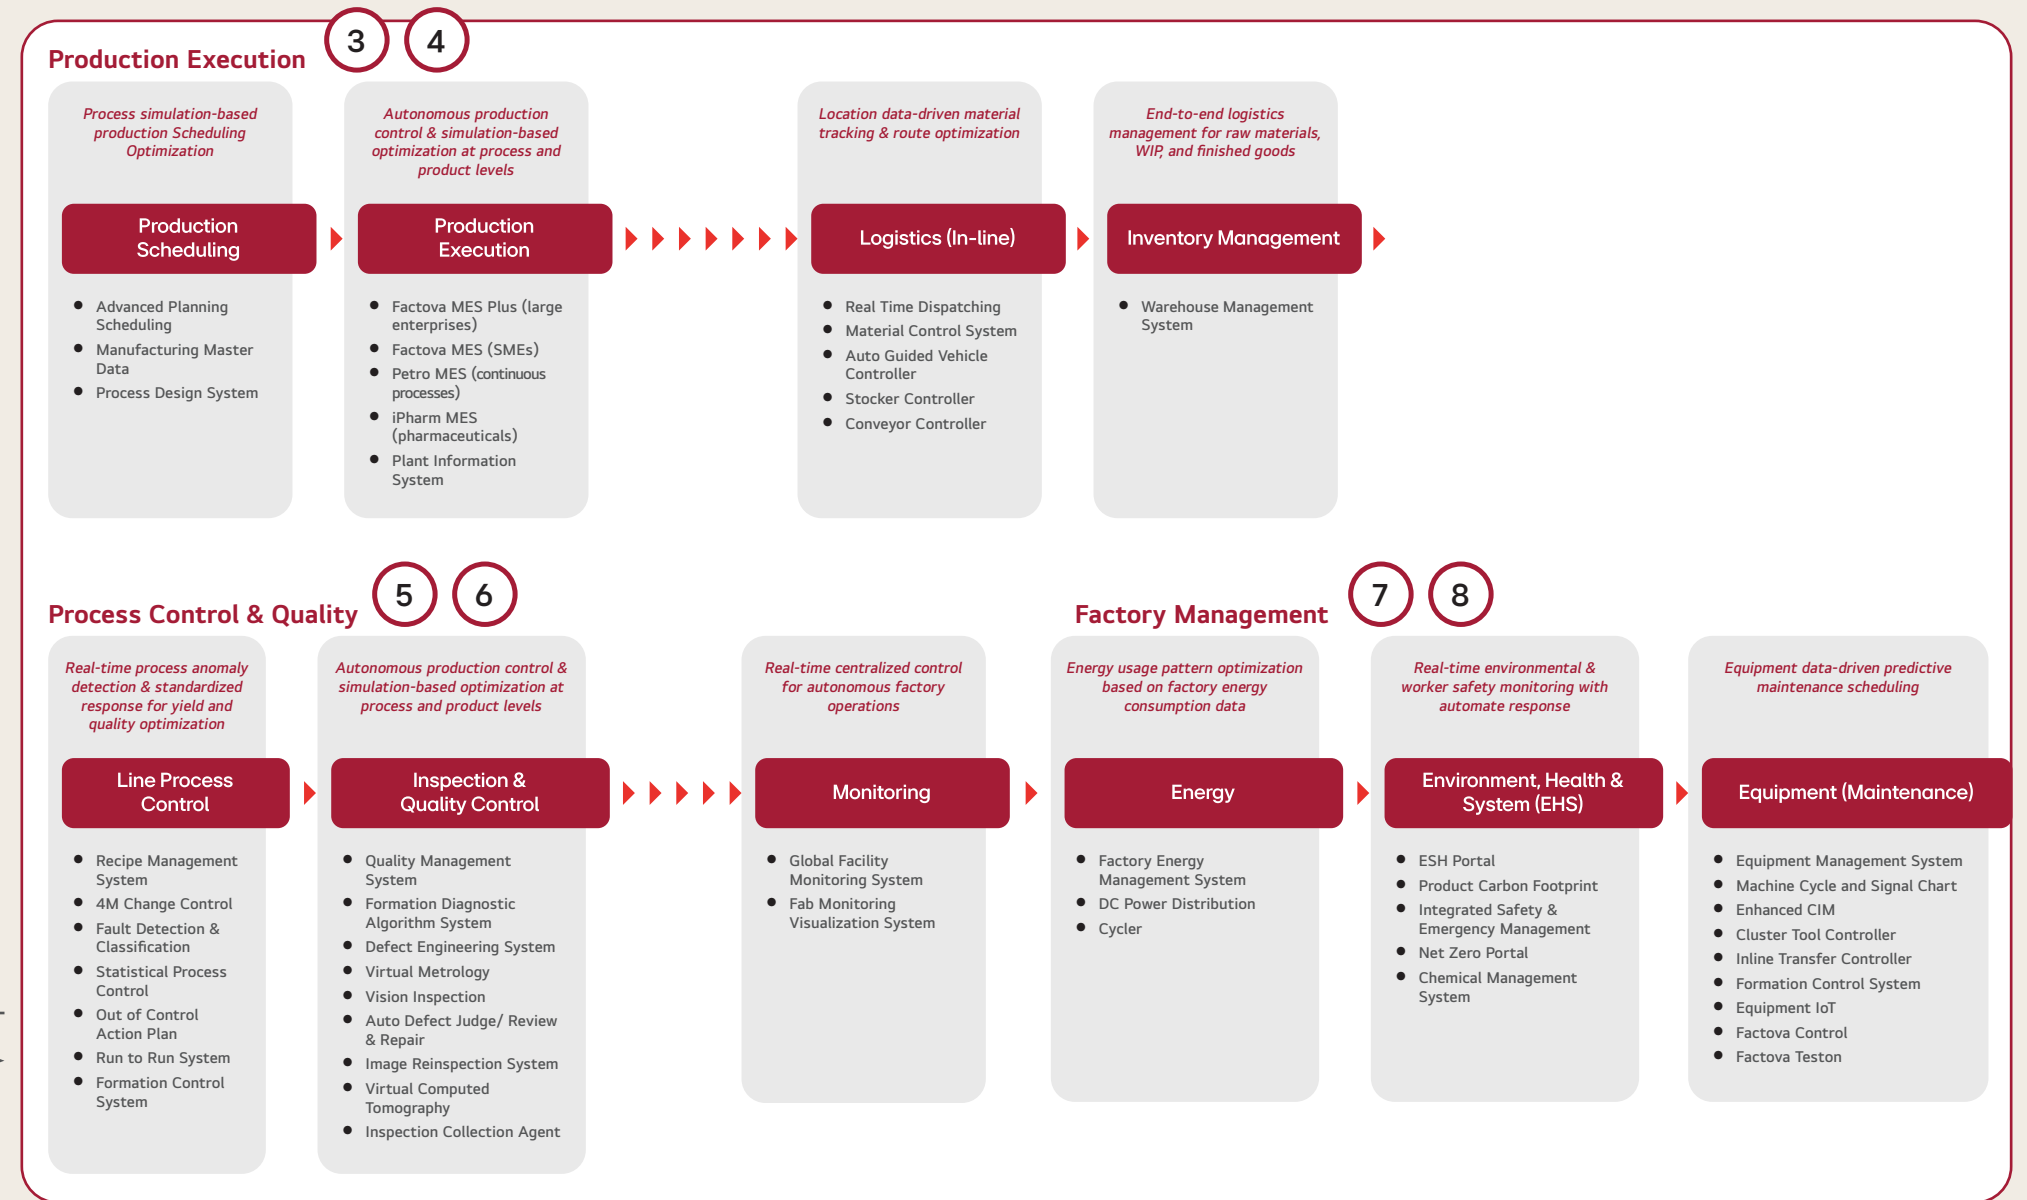 Production Execution
3
4
Process simulation-based
production Scheduling
Optimization
Production
Scheduling
Advanced Planning
Scheduling
Manufacturing Master
Data
Process Design System
Autonomous production
control & simulation-based
optimization at process and
product levels
Production
Execution
Factova MES Plus (large
enterprises)
Factova MES (SMEs)
Petro MES (continuous
processes)
iPharm MES
(pharmaceuticals)
Plant Information
System
Location data-driven material
tracking & route optimization
Logistics (In-line)
Real Time Dispatching
Material Control System
Auto Guided Vehicle
Controller
Stocker Controller
Conveyor Controller
End-to-end logistics
management for raw materials,
WIP, and finished goods
Inventory Management
Warehouse Management
System
Process Control & Quality
5
6
Real-time process anomaly
detection & standardized
response for yield and
quality optimization
Line Process
Control
Recipe Management
System
4M Change Control
Fault Detection &
Classification
Statistical Process
Control
Out of Control
Action Plan
Run to Run System
Formation Control
System
Autonomous production control &
simulation-based optimization at
process and product levels
Inspection &
Quality Control
Quality Management
System
Formation Diagnostic
Algorithm System
Defect Engineering System
Virtual Metrology
Vision Inspection
Auto Defect Judge/ Review
& Repair
Image Reinspection System
Virtual Computed
Tomography
Inspection Collection Agent
Real-time centralized control
for autonomous factory
operations
Monitoring
Global Facility
Monitoring System
Fab Monitoring
Visualization System
Factory Management
7
8
Energy usage pattern optimization
based on factory energy
consumption data
Energy
Factory Energy
Management System
DC Power Distribution
Cycler
Real-time environmental &
worker safety monitoring with
automate response
Environment, Health &
System (EHS)
ESH Portal
Product Carbon Footprint
Integrated Safety &
Emergency Management
Net Zero Portal
Chemical Management
System
Equipment data-driven predictive
maintenance scheduling
Equipment (Maintenance)
Equipment Management System
Machine Cycle and Signal Chart
Enhanced CIM
Cluster Tool Controller
Inline Transfer Controller
Formation Control System
Equipment IoT
Factova Control
Factova Teston